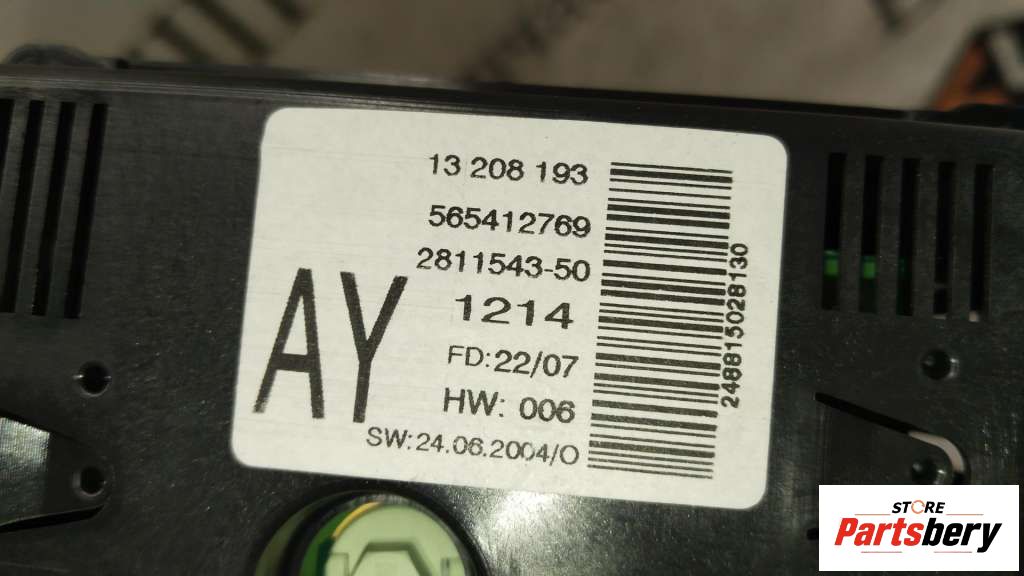 13 208 193
565412769
2811543-50
AY
1214
FD:22/07
HW: 006
SW:24.06.2004/O
248815028130
STORE
Partsbery